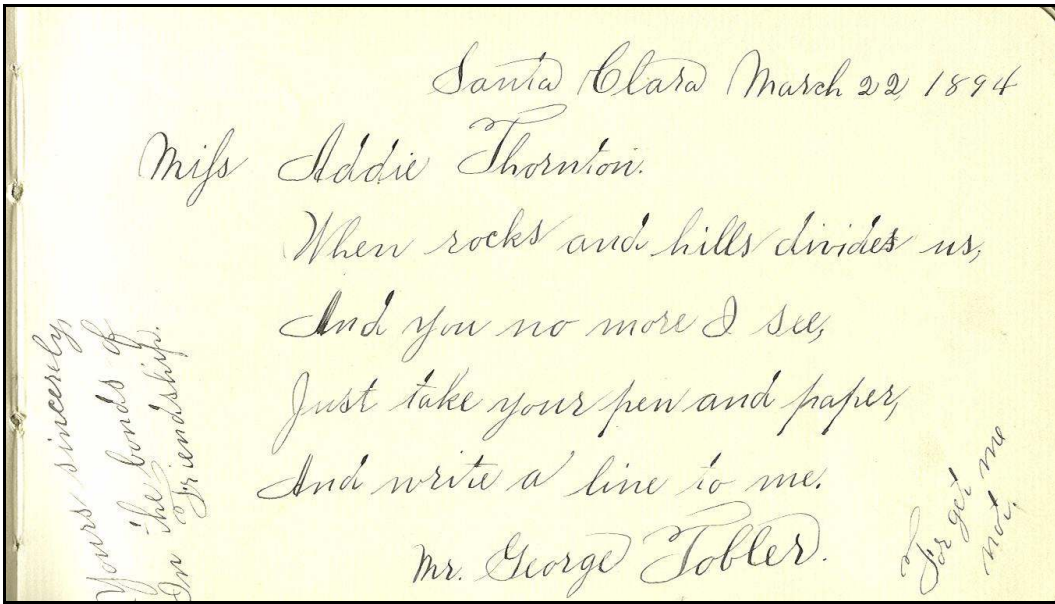 Santa Clara March 22, 1894
Miſs Addie Thornton.
When rocks and hills divides us,
And you no more I see,
Just take your pen and paper,
And write a line to me.
Mr. George Tobler.
Yours sincerely,
In the bonds of
Friendship.
Forget me
not.